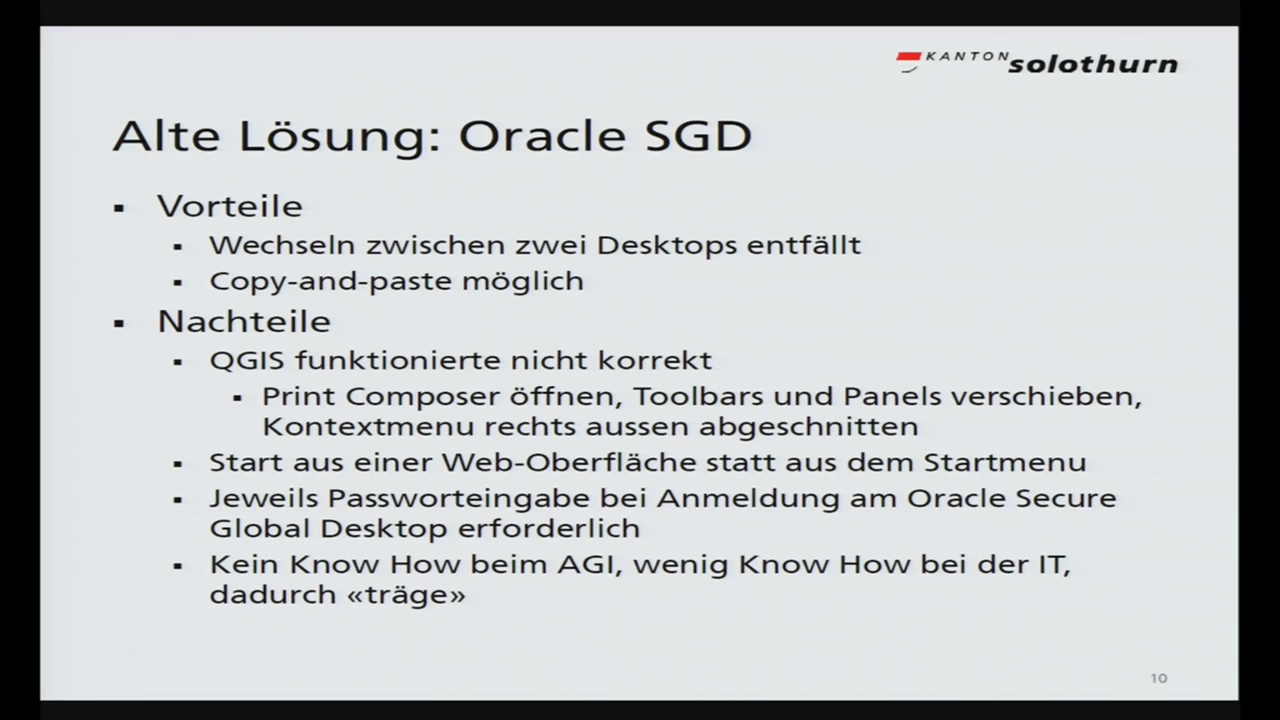 KANTON solothurn
Alte Lösung: Oracle SGD
▪ Vorteile
▪ Wechseln zwischen zwei Desktops entfällt
▪ Copy-and-paste möglich
▪ Nachteile
▪ QGIS funktionierte nicht korrekt
▪ Print Composer öffnen, Toolbars und Panels verschieben,
Kontextmenu rechts aussen abgeschnitten
▪ Start aus einer Web-Oberfläche statt aus dem Startmenu
▪ Jeweils Passworteingabe bei Anmeldung am Oracle Secure
Global Desktop erforderlich
▪ Kein Know How beim AGI, wenig Know How bei der IT,
dadurch «träge»
10